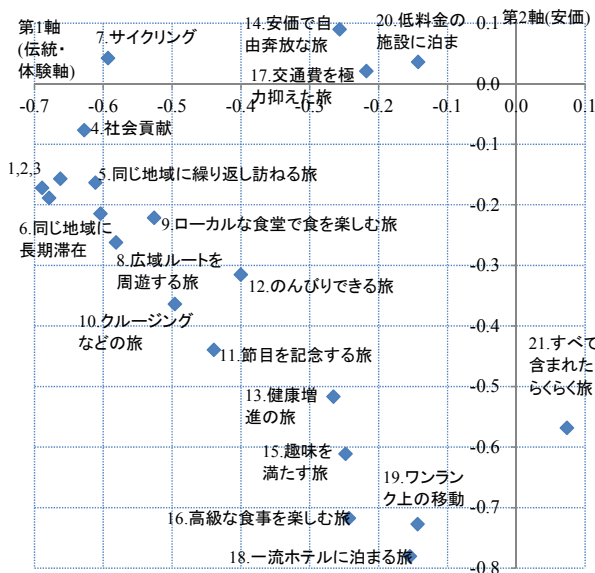 第1軸
(伝統・
体験軸)
7.サイクリング
14.安価で自
由奔放な旅
20.低料金の
施設に泊ま
第2軸(安価)
0.1
17.交通費を極
力抑えた旅
0.0
-0.7
-0.6
-0.5
-0.4
-0.3
-0.2
-0.1
0.0
0.1
4.社会貢献
-0.1
1,2,3
5.同じ地域に繰り返し訪ねる旅
-0.2
6.同じ地域に
長期滞在
9.ローカルな食堂で食を楽しむ旅
8.広域ルートを
周遊する旅
-0.3
12.のんびりできる旅
10.クルージング
などの旅
-0.4
11.節目を記念する旅
21.すべて
含まれた
らくらく旅
-0.5
13.健康増
進の旅
-0.6
15.趣味を
満たす旅
19.ワンラン
ク上の移動
-0.7
16.高級な食事を楽しむ旅
18.一流ホテルに泊まる旅
-0.8